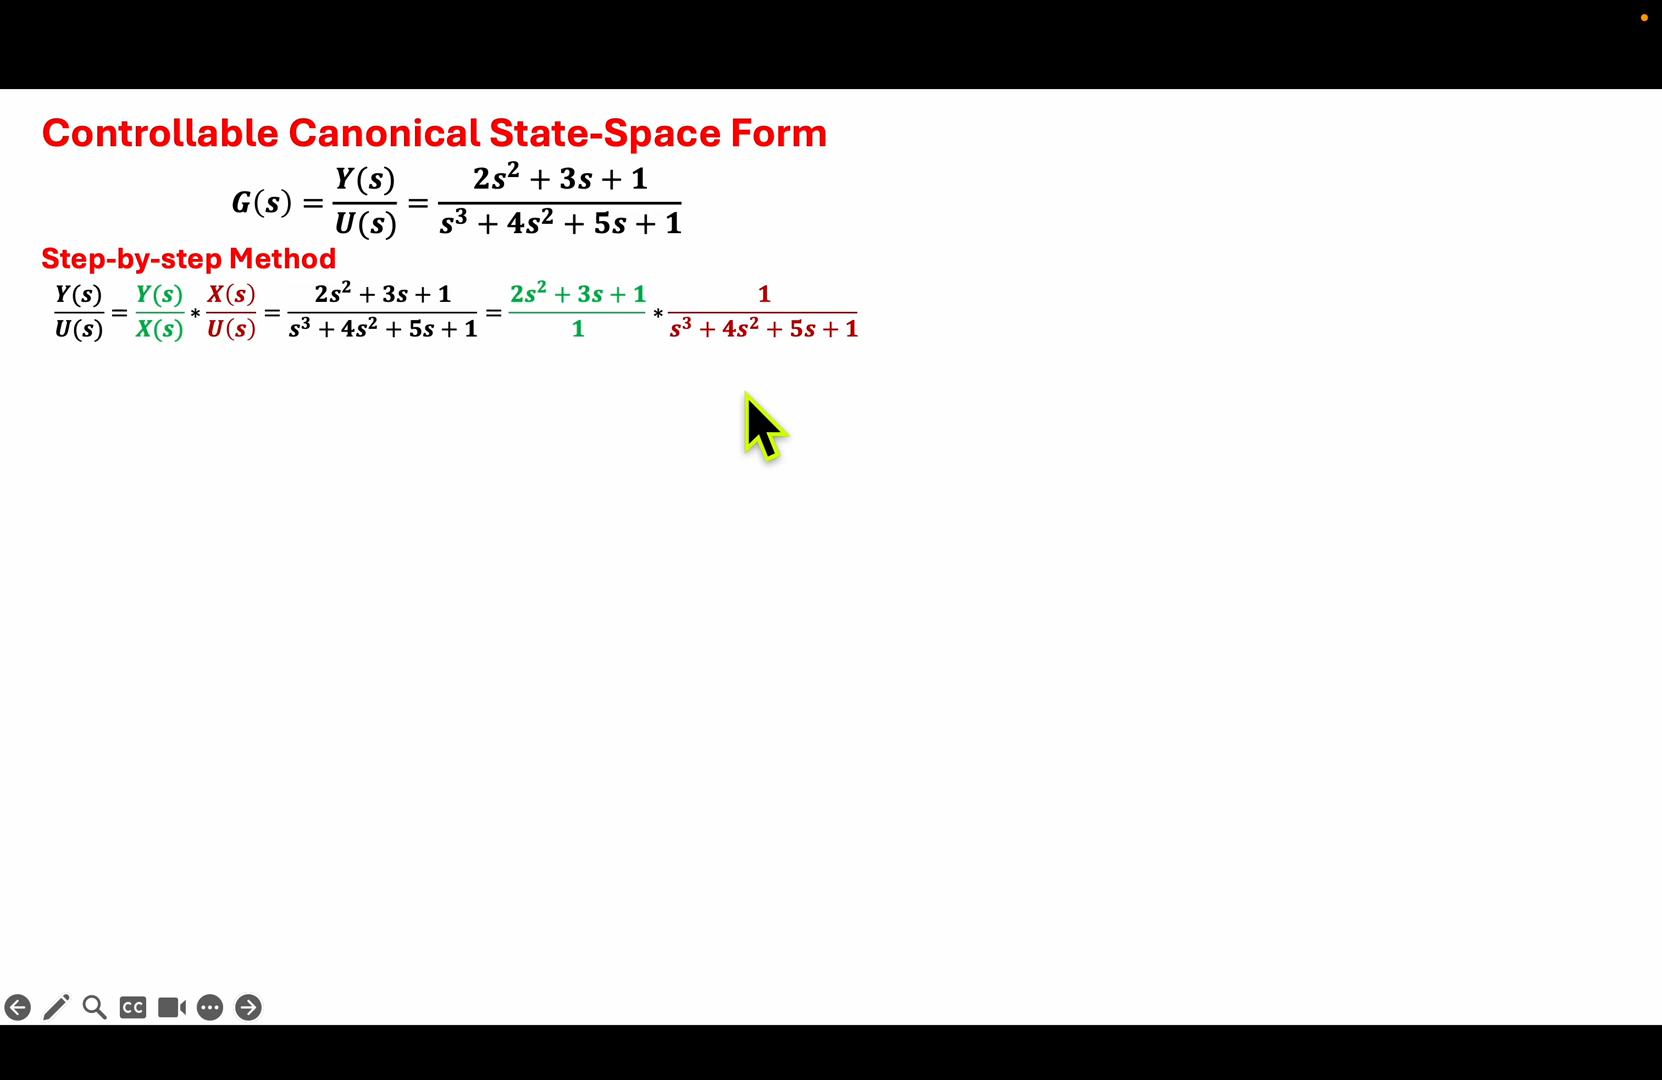 Controllable Canonical State-Space Form
G(s) = Y(s)/U(s) = (2s² + 3s + 1)/(s³ + 4s² + 5s + 1)
Step-by-step Method
Y(s)/U(s) = Y(s)/X(s) * X(s)/U(s) = (2s² + 3s + 1)/(s³ + 4s² + 5s + 1) = (2s² + 3s + 1)/1 * 1/(s³ + 4s² + 5s + 1)
CC